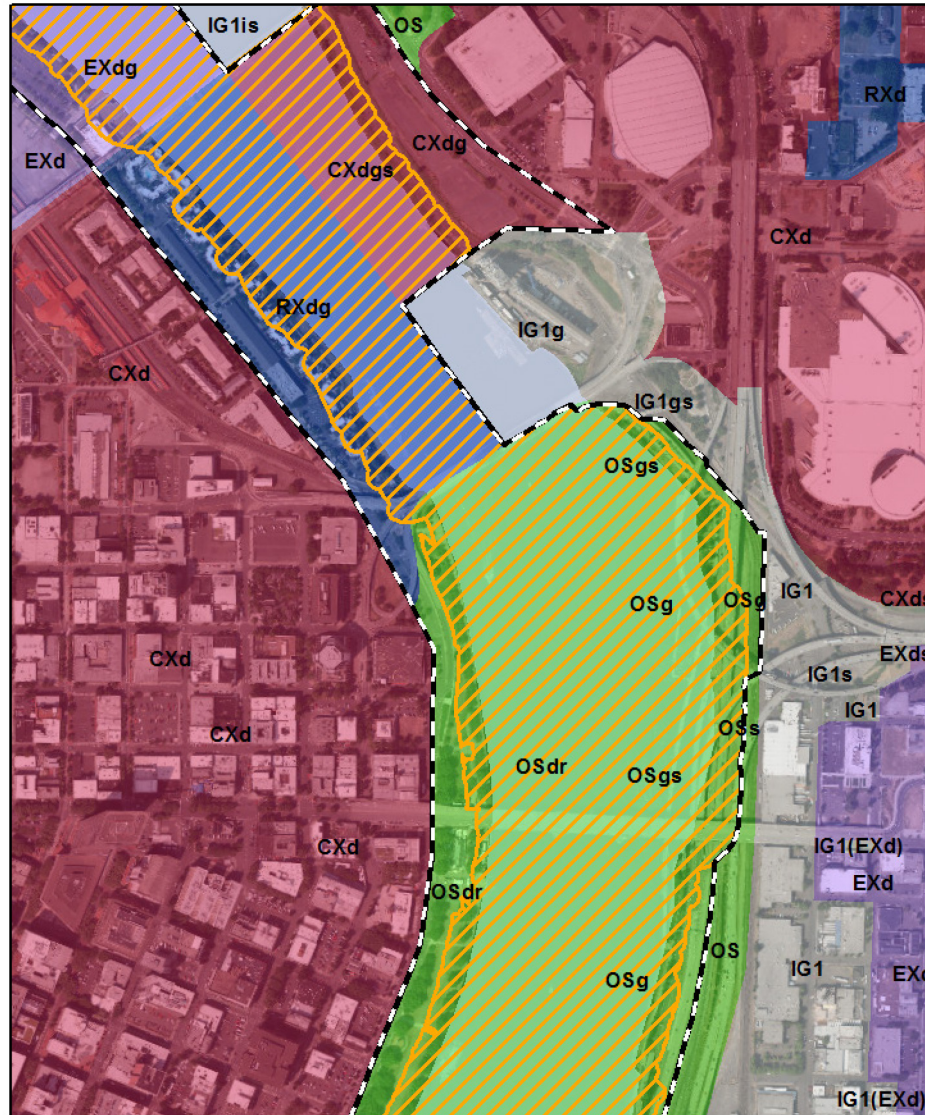 IG1is
OS
EXdg
RXd
CXdg
EXd
CXdgs
CXd
RXdg
IG1g
CXd
IG1gs
OSgs
IG1
OSg
OSg
CXds
EXds
CXd
IG1s
IG1
CXd
OSs
OSdr
OSgs
CXd
IG1(EXd)
EXd
OSdr
OS
IG1
EXd
OSg
IG1(EXd)